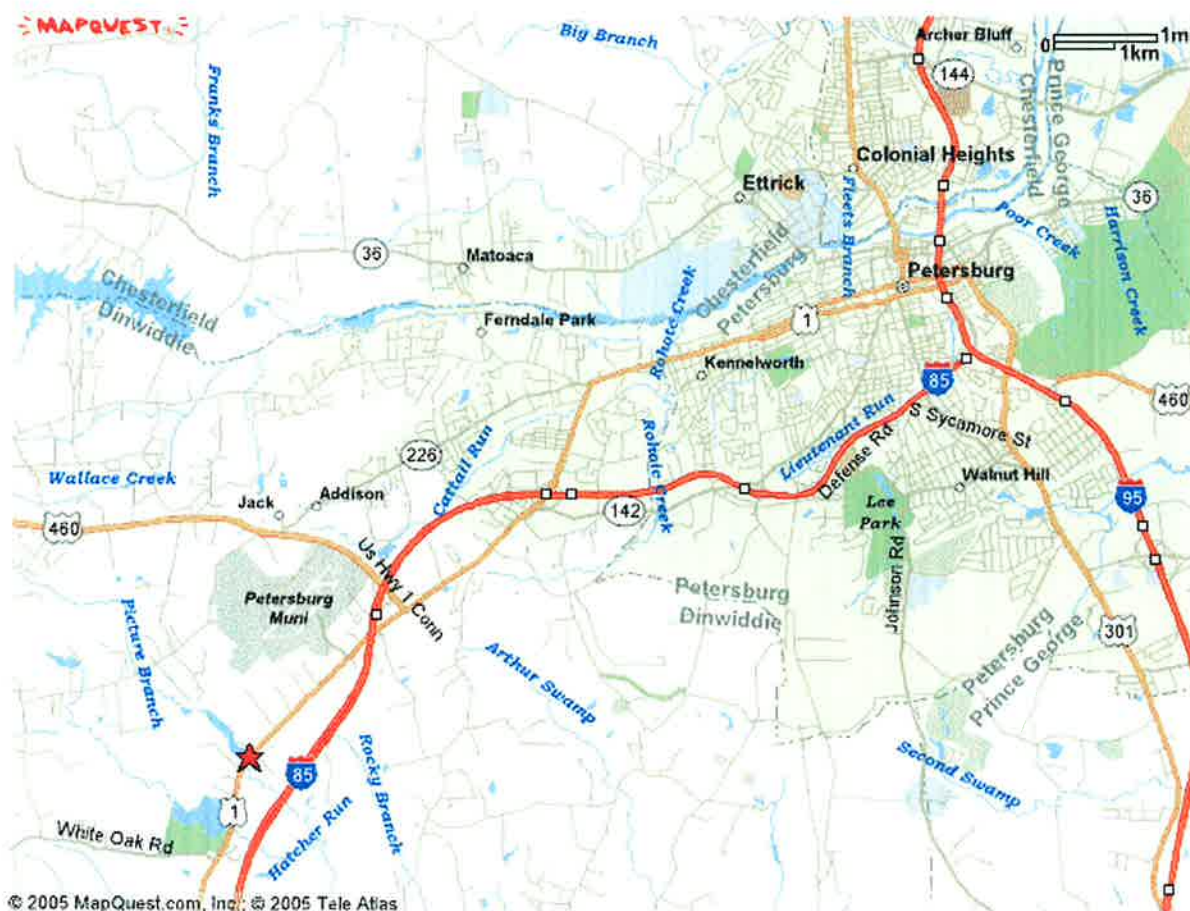 MAPQUEST
Big Branch
Archer Bluff
0
1m
1km
144
Franks Branch
Prince George
Chesterfield
Colonial Heights
Ettrick
Fleets Branch
36
Poor Creek
Harrison Creek
36
Matoaca
Chesterfield
Petersburg
Petersburg
Chesterfield
Dinwiddie
Ferndale Park
Rohoic Creek
1
Kennelworth
85
460
S Sycamore St
Lieutenant Run
Defense Rd
226
Cattail Run
Rohoic Creek
Wallace Creek
Jack
Addison
Walnut Hill
460
142
Lee
Park
95
Us Hwy 1 Conn
Petersburg
Muni
Petersburg
Dinwiddie
Johnson Rd
301
Picture Branch
Petersburg
Prince George
Arthur Swamp
85
Rocky Branch
Second Swamp
1
White Oak Rd
Hatcher Run
© 2005 MapQuest.com, Inc.; © 2005 Tele Atlas